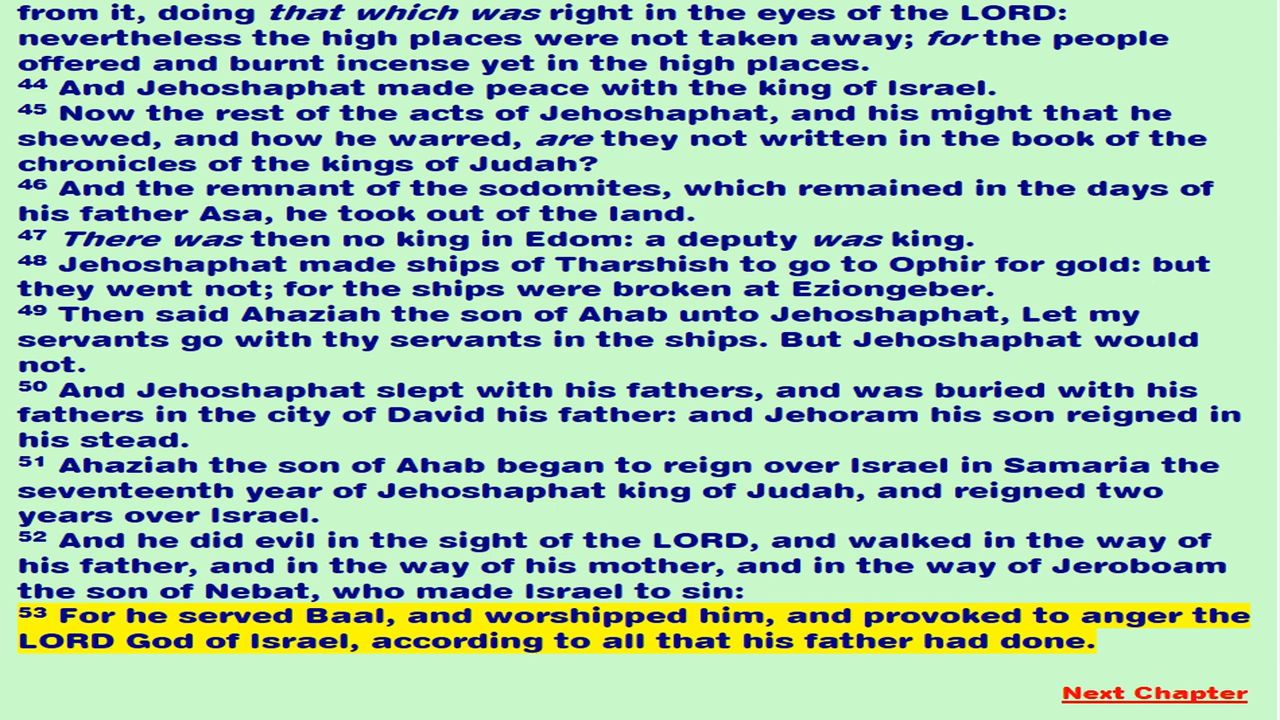 from it, doing that which was right in the eyes of the LORD:
nevertheless the high places were not taken away; for the people
offered and burnt incense yet in the high places.
44 And Jehoshaphat made peace with the king of Israel.
45 Now the rest of the acts of Jehoshaphat, and his might that he
shewed, and how he warred, are they not written in the book of the
chronicles of the kings of Judah?
46 And the remnant of the sodomites, which remained in the days of
his father Asa, he took out of the land.
47 There was then no king in Edom: a deputy was king.
48 Jehoshaphat made ships of Tharshish to go to Ophir for gold: but
they went not; for the ships were broken at Eziongeber.
49 Then said Ahaziah the son of Ahab unto Jehoshaphat, Let my
servants go with thy servants in the ships. But Jehoshaphat would
not.
50 And Jehoshaphat slept with his fathers, and was buried with his
fathers in the city of David his father: and Jehoram his son reigned in
his stead.
51 Ahaziah the son of Ahab began to reign over Israel in Samaria the
seventeenth year of Jehoshaphat king of Judah, and reigned two
years over Israel.
52 And he did evil in the sight of the LORD, and walked in the way of
his father, and in the way of his mother, and in the way of Jeroboam
the son of Nebat, who made Israel to sin:
53 For he served Baal, and worshipped him, and provoked to anger the
LORD God of Israel, according to all that his father had done.
Next Chapter